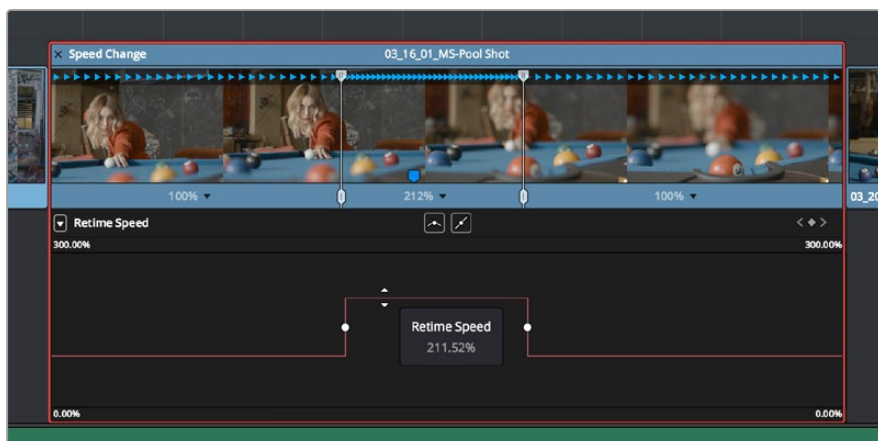 Speed Change
03_16_01_MS-Pool Shot
100%
212%
100%
03_20
Retime Speed
300.00%
300.00%
Retime Speed
211.52%
0.00%
0.00%